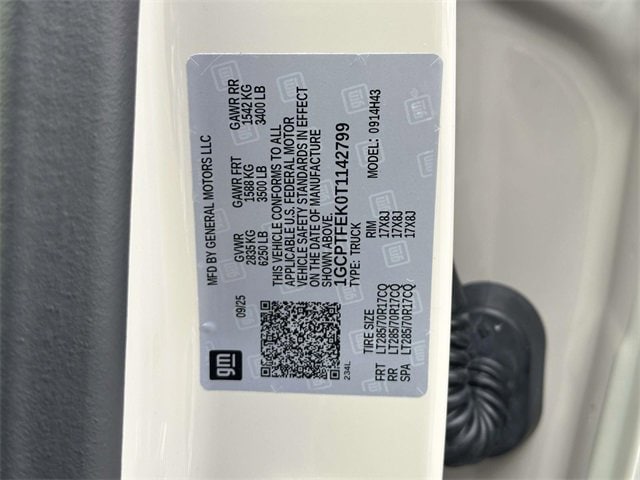 gm
MFD BY GENERAL MOTORS LLC
09/25
GVWR GAWR FRT GAWR RR
2835 KG 1588 KG 1542 KG
6250 LB 3500 LB 3400 LB
THIS VEHICLE CONFORMS TO ALL
APPLICABLE U.S. FEDERAL MOTOR
VEHICLE SAFETY STANDARDS IN EFFECT
ON THE DATE OF MANUFACTURE
SHOWN ABOVE.
1GCPTFEK0T1142799
TYPE: TRUCK MODEL: 0914H43
234L
TIRE SIZE RIM
FRT LT285/70R17CQ 17X8J
RR LT285/70R17CQ 17X8J
SPA LT285/70R17CQ 17X8J